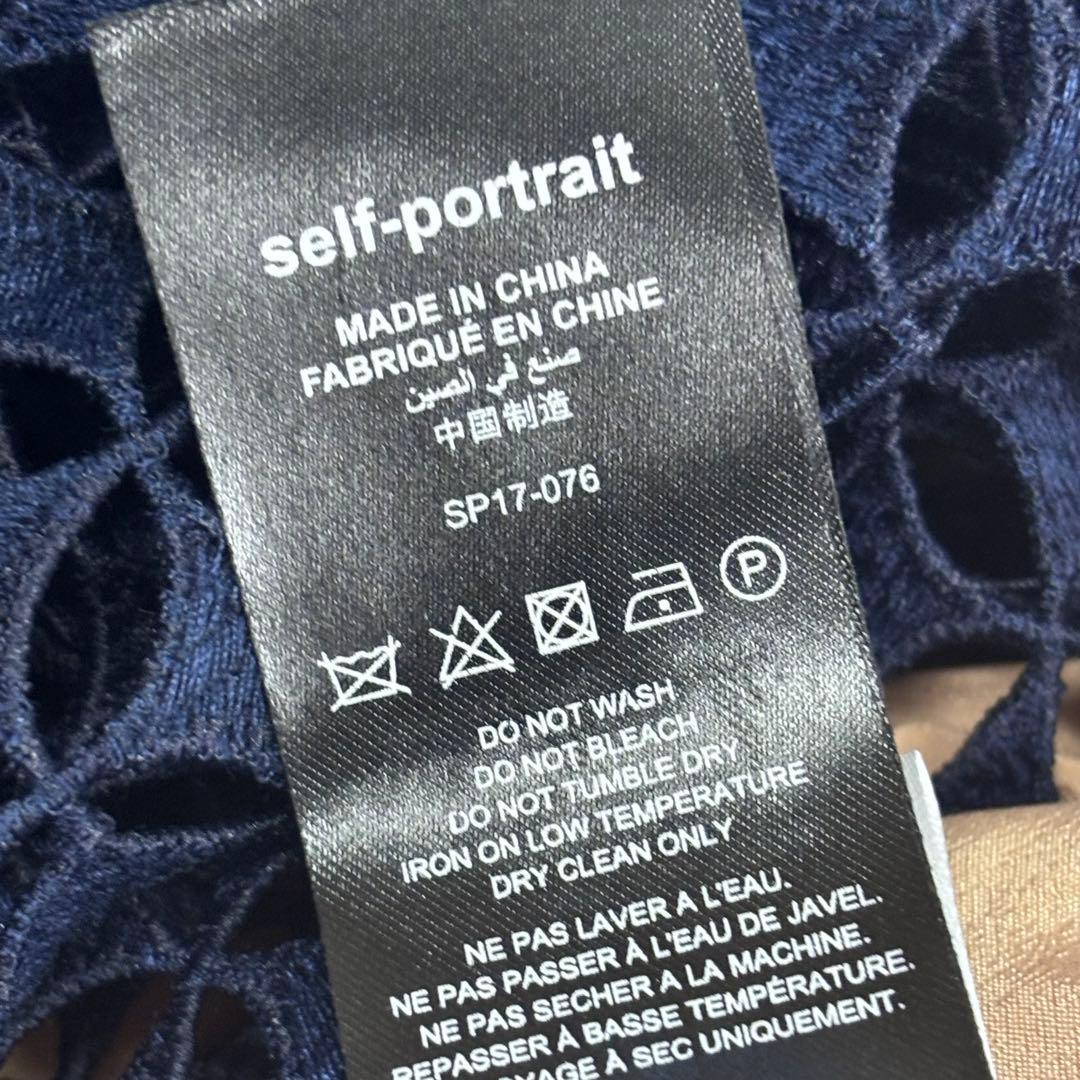 self-portrait
MADE IN CHINA
FABRIQUÉ EN CHINE
صنع في الصين
中国制造
SP17-076
P
DO NOT WASH
DO NOT BLEACH
DO NOT TUMBLE DRY
IRON ON LOW TEMPERATURE
DRY CLEAN ONLY
NE PAS LAVER À L'EAU.
NE PAS PASSER À L'EAU DE JAVEL.
NE PAS SECHER A LA MACHINE.
REPASSER À BASSE TEMPÉRATURE.
À SEC UNIQUEMENT.